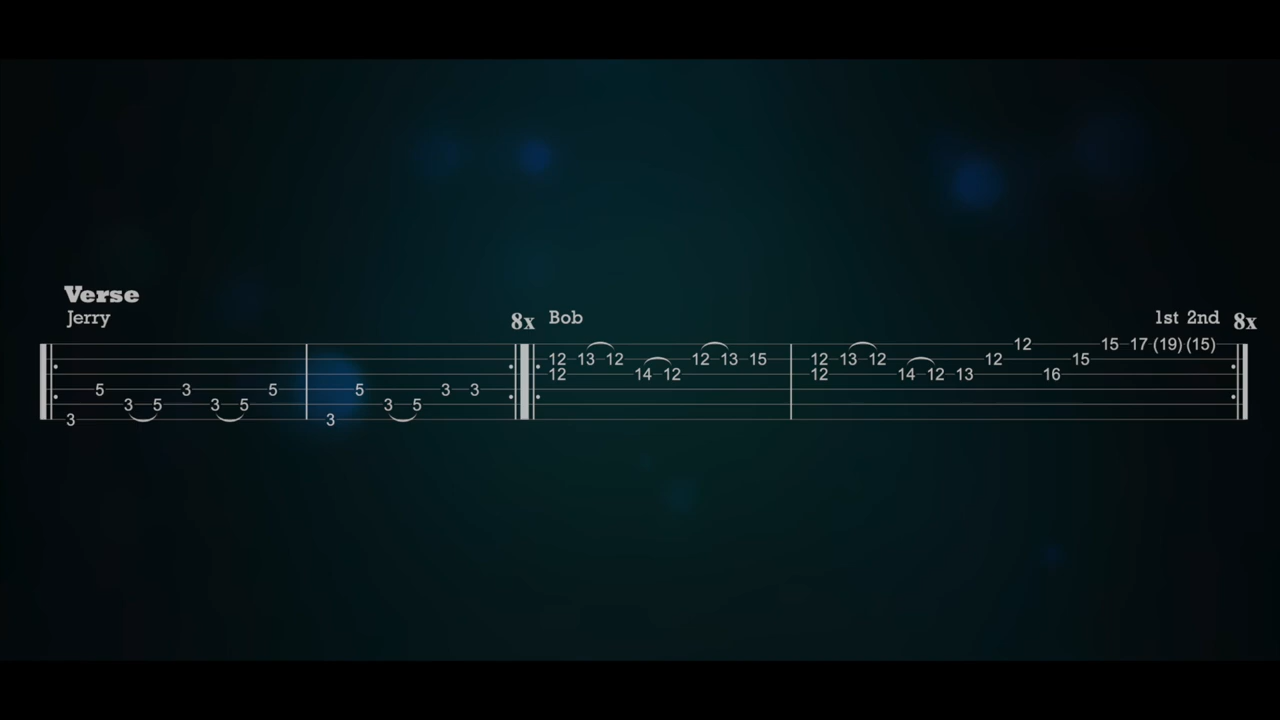 Verse
Jerry
8x Bob 1st 2nd 8x
12 15 17 (19) (15)
12 13 12 12 13 15 12 13 12 12 15
12 14 12 12 14 12 13 16
5 3 5 5 3 3
3 5 3 5 3 5
3 3